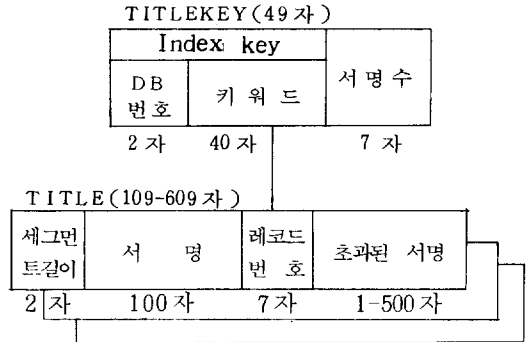 TITLEKEY(49자)
Index key
DB 번호
키 워 드
서 명 수
2 자 40자 7 자
TITLE(109-609자)
세그먼트길이
서 명
레코드 번 호
초과된 서명
2 자 100자 7자 1-500자